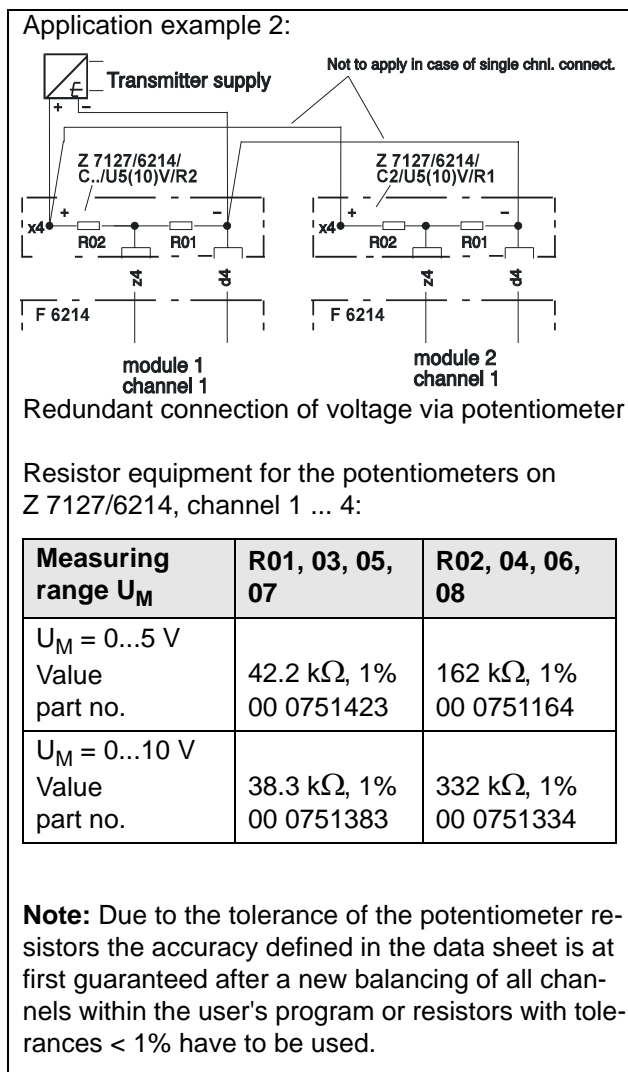 Application example 2:
Transmitter supply
Not to apply in case of single chnl. connect.
+ −
Z 7127/6214/
C../U5(10)V/R2
Z 7127/6214/
C2/U5(10)V/R1
x4 + R02 R01 −
x4 + R02 R01 −
z4 d4
z4 d4
F 6214
F 6214
module 1
channel 1
module 2
channel 1
Redundant connection of voltage via potentiometer
Resistor equipment for the potentiometers on
Z 7127/6214, channel 1 ... 4:
Measuring range UM | R01, 03, 05, 07 | R02, 04, 06, 08
UM = 0...5 V
Value 42.2 kΩ, 1% 162 kΩ, 1%
part no. 00 0751423 00 0751164
UM = 0...10 V
Value 38.3 kΩ, 1% 332 kΩ, 1%
part no. 00 0751383 00 0751334
Note: Due to the tolerance of the potentiometer re-
sistors the accuracy defined in the data sheet is at
first guaranteed after a new balancing of all chan-
nels within the user's program or resistors with tole-
rances < 1% have to be used.